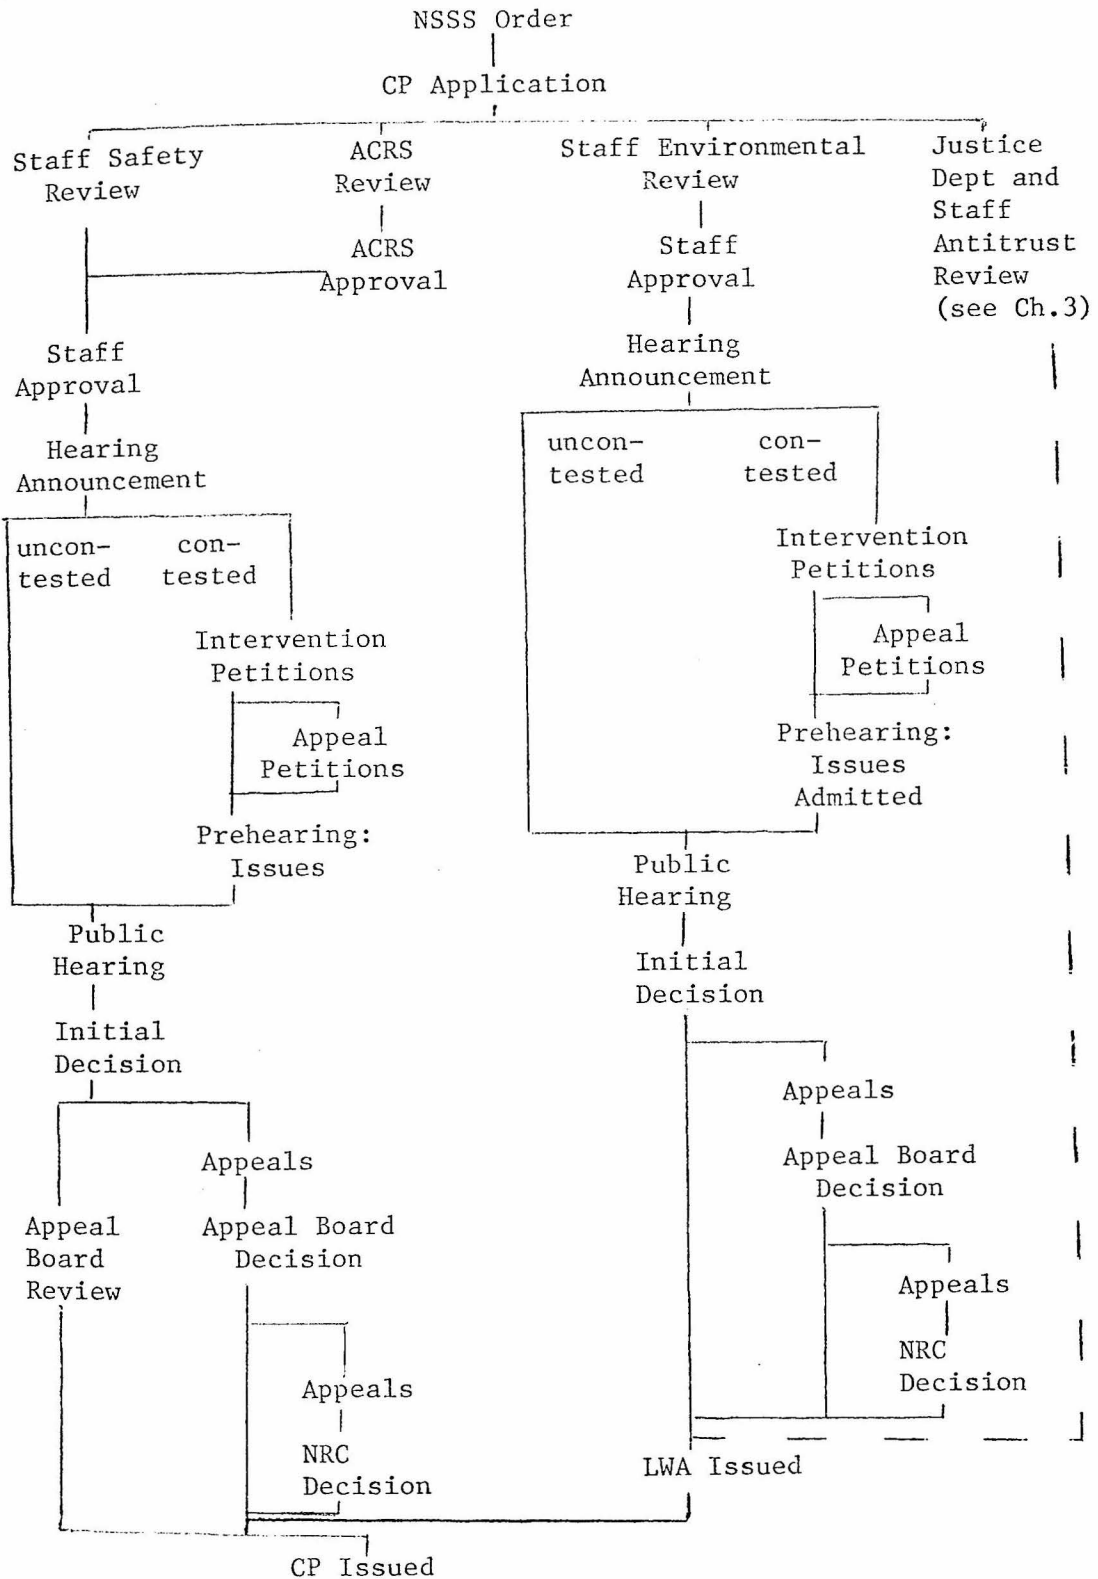 NSSS Order
CP Application
Staff Safety
Review
ACRS
Review
ACRS
Approval
Staff Environmental
Review
Staff
Approval
Hearing
Announcement
Justice
Dept and
Staff
Antitrust
Review
(see Ch.3)
Staff
Approval
Hearing
Announcement
uncon-
tested
con-
tested
Intervention
Petitions
Appeal
Petitions
Prehearing:
Issues
Public
Hearing
Initial
Decision
Appeals
Appeal
Board
Review
Appeal Board
Decision
Appeals
NRC
Decision
uncon-
tested
con-
tested
Intervention
Petitions
Appeal
Petitions
Prehearing:
Issues
Admitted
Public
Hearing
Initial
Decision
Appeals
Appeal Board
Decision
Appeals
NRC
Decision
LWA Issued
CP Issued